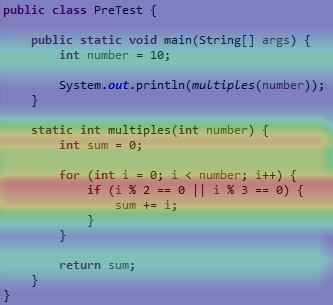 public class PreTest {
public static void main(String[] args) {
int number = 10;
System.out.println(multiples(number));
}
static int multiples(int number) {
int sum = 0;
for (int i = 0; i < number; i++) {
if (i % 2 == 0 || i % 3 == 0) {
sum += i;
}
}
return sum;
}
}